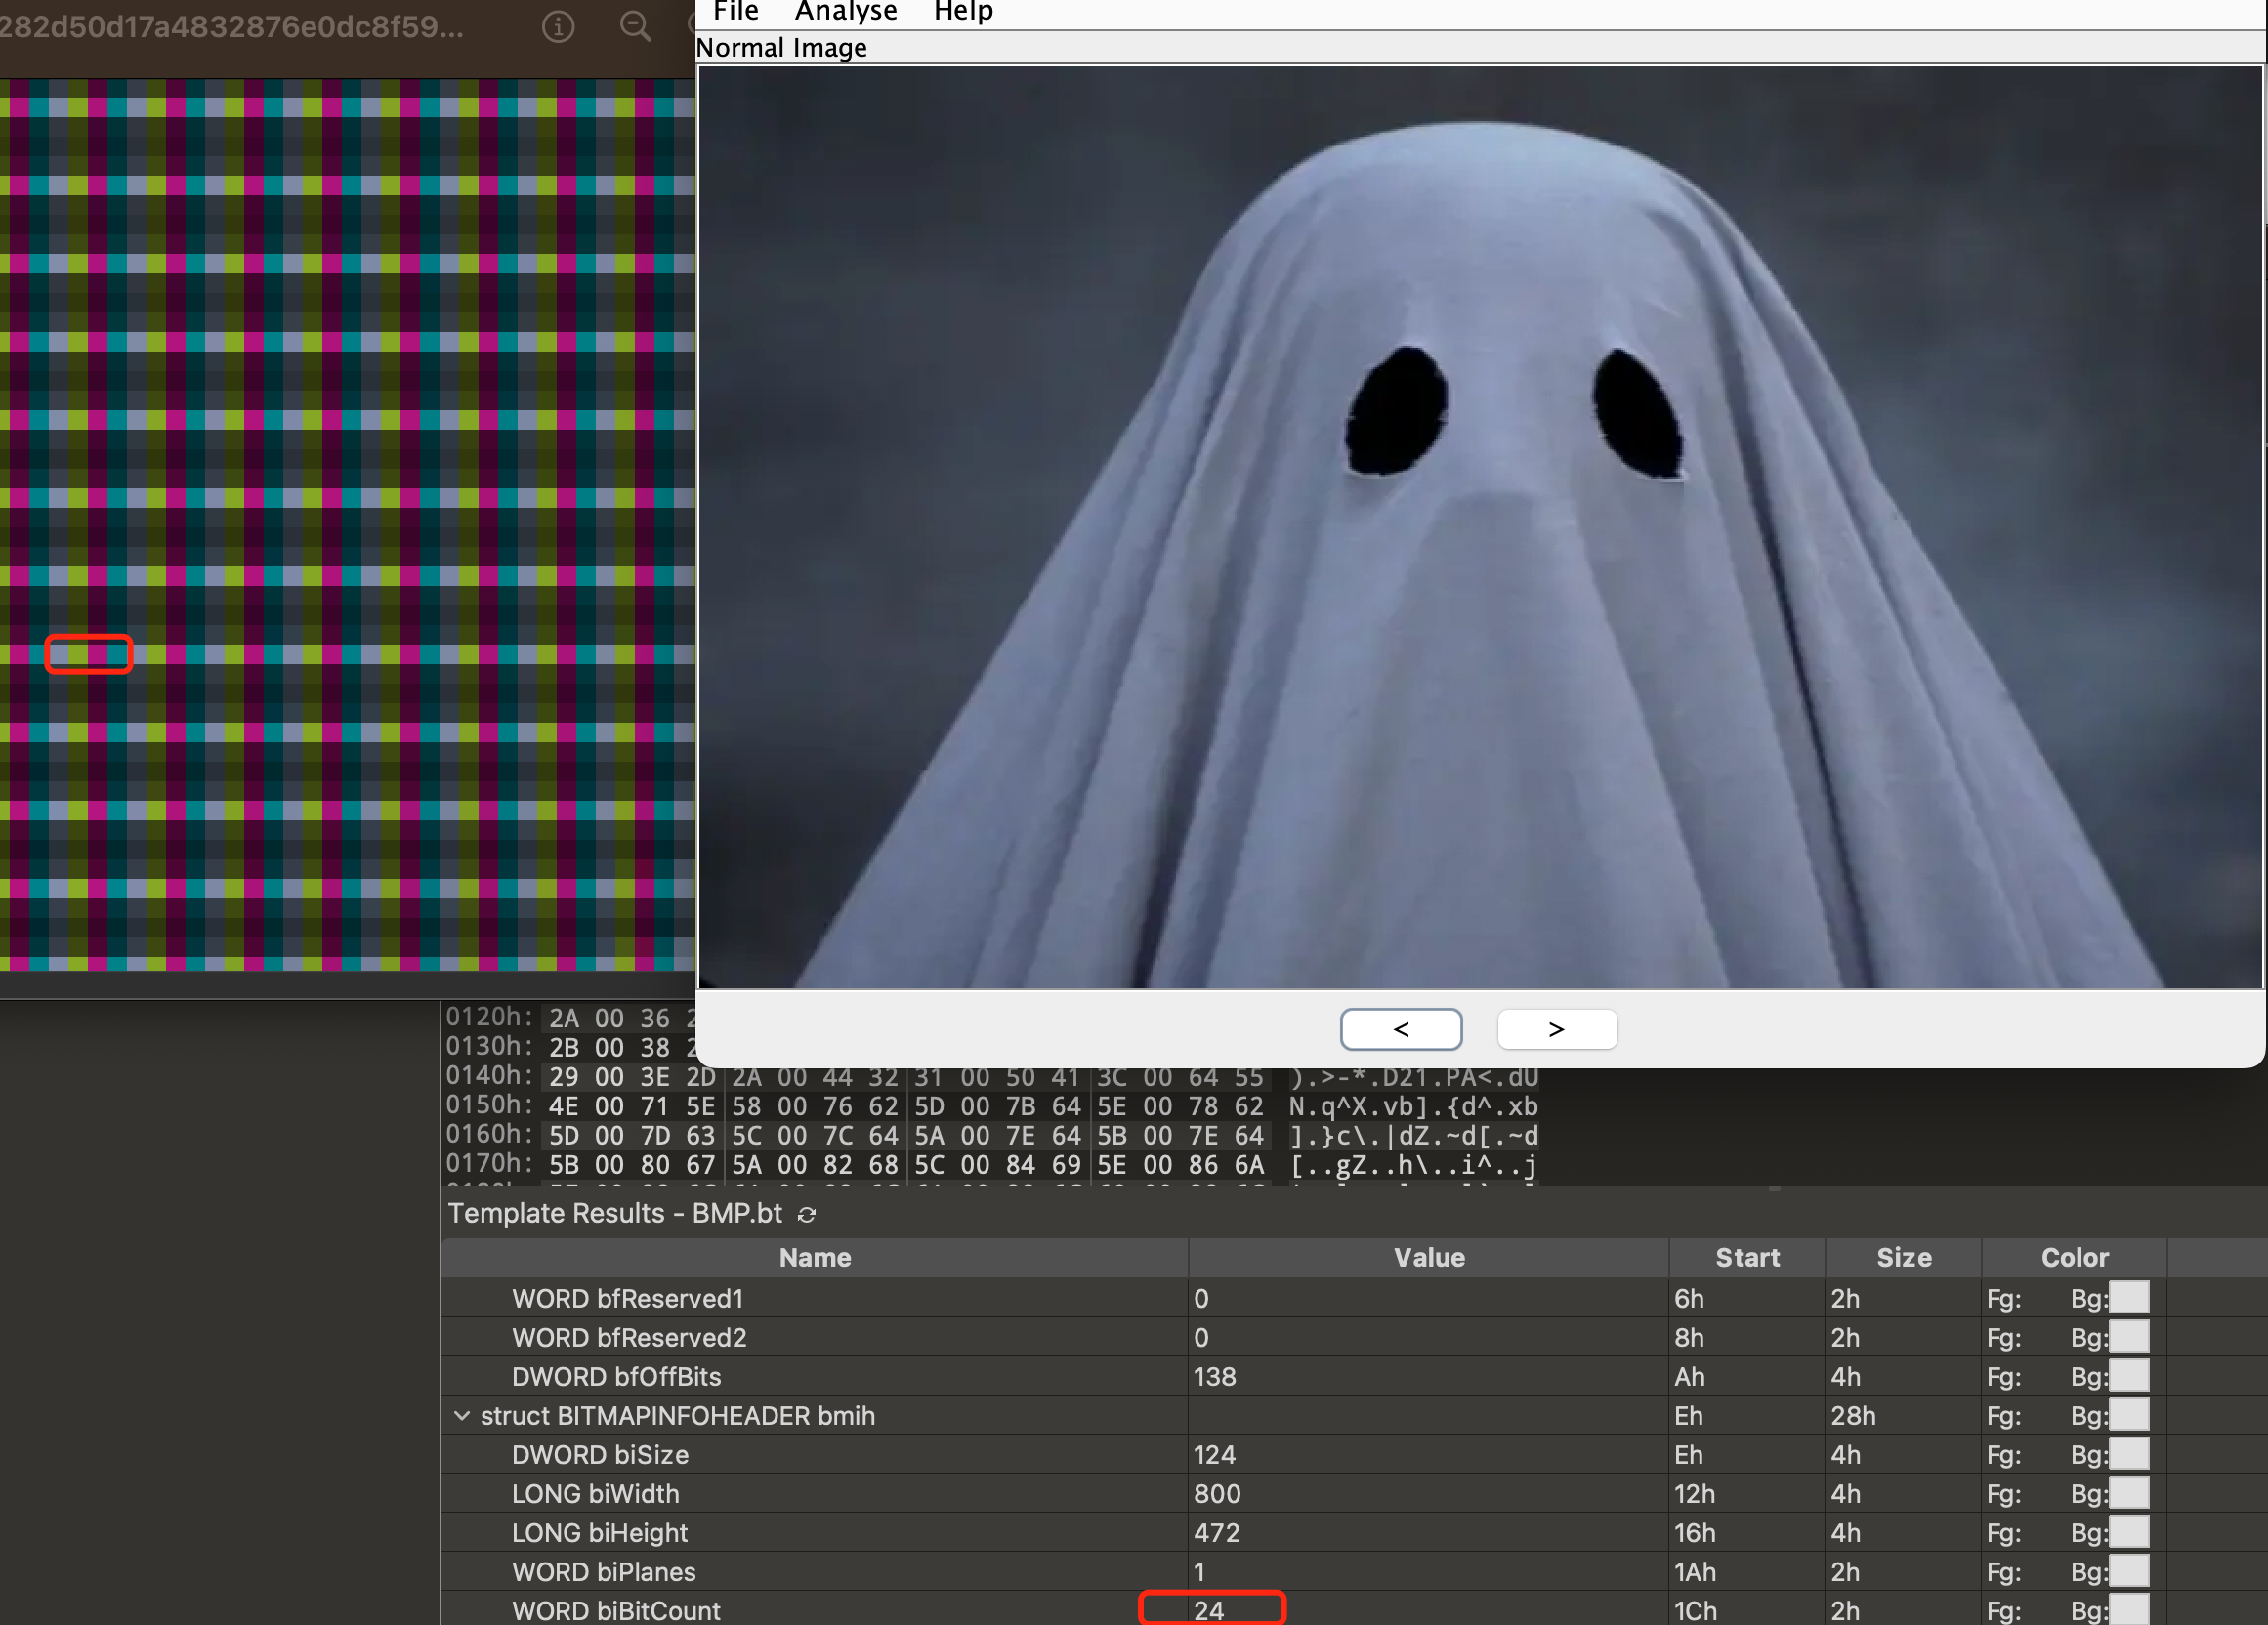 282d50d17a4832876e0dc8f59...
File Analyse Help
Normal Image
< >
0120h: 2A 00 36
0130h: 2B 00 38
0140h: 29 00 3E 2D 2A 00 44 32 31 00 50 41 3C 00 64 55 ).>-*.D21.PA<.dU
0150h: 4E 00 71 5E 58 00 76 62 5D 00 7B 64 5E 00 78 62 N.q^X.vb].{d^.xb
0160h: 5D 00 7D 63 5C 00 7C 64 5A 00 7E 64 5B 00 7E 64 ].}c\.|dZ.~d[.~d
0170h: 5B 00 80 67 5A 00 82 68 5C 00 84 69 5E 00 86 6A [..gZ..h\..i^..j
Template Results - BMP.bt
Name Value Start Size Color
WORD bfReserved1 0 6h 2h Fg: Bg:
WORD bfReserved2 0 8h 2h Fg: Bg:
DWORD bfOffBits 138 Ah 4h Fg: Bg:
struct BITMAPINFOHEADER bmih Eh 28h Fg: Bg:
DWORD biSize 124 Eh 4h Fg: Bg:
LONG biWidth 800 12h 4h Fg: Bg:
LONG biHeight 472 16h 4h Fg: Bg:
WORD biPlanes 1 1Ah 2h Fg: Bg:
WORD biBitCount 24 1Ch 2h Fg: Bg: